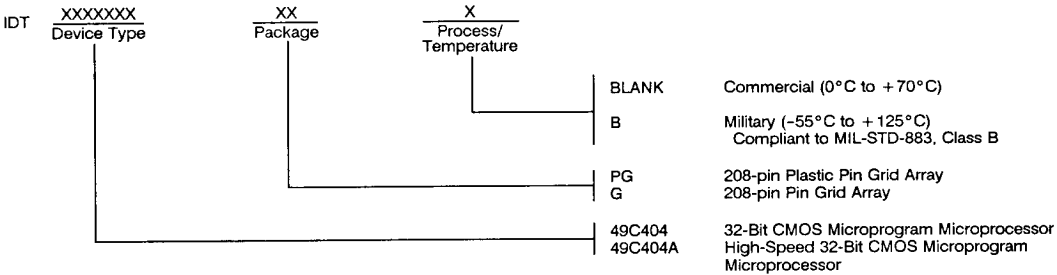 IDT XXXXXXX XX X
Device Type Package Process/
Temperature
BLANK Commercial (0°C to +70°C)
B Military (-55°C to +125°C)
Compliant to MIL-STD-883, Class B
PG 208-pin Plastic Pin Grid Array
G 208-pin Pin Grid Array
49C404 32-Bit CMOS Microprogram Microprocessor
49C404A High-Speed 32-Bit CMOS Microprogram
Microprocessor